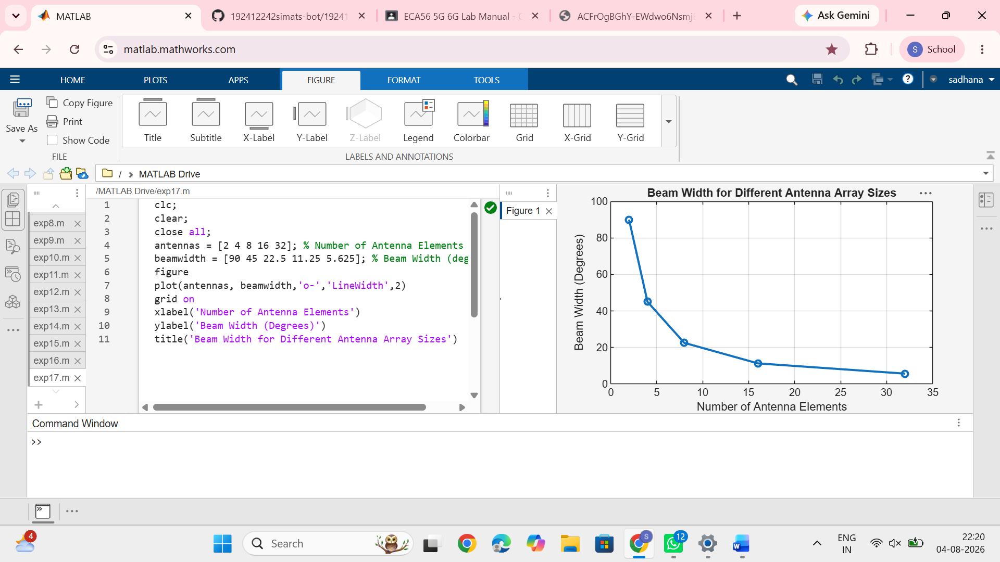 MATLAB
192412242simats-bot/19241
ECA56 5G 6G Lab Manual -
ACFrOgBGhY-EWdwo6Nsmj
Ask Gemini
matlab.mathworks.com
S
School
HOME
PLOTS
APPS
FIGURE
FORMAT
TOOLS
?
sadhana
Save As
Copy Figure
Print
Show Code
FILE
Title
Subtitle
X-Label
Y-Label
Z-Label
Legend
Colorbar
Grid
X-Grid
Y-Grid
LABELS AND ANNOTATIONS
/ > MATLAB Drive
/MATLAB Drive/exp17.m
exp8.m
exp9.m
exp10.m
exp11.m
exp12.m
exp13.m
exp14.m
exp15.m
exp16.m
exp17.m
1 clc;
2 clear;
3 close all;
4 antennas = [2 4 8 16 32]; % Number of Antenna Elements
5 beamwidth = [90 45 22.5 11.25 5.625]; % Beam Width (deg
6 figure
7 plot(antennas, beamwidth,'o-','LineWidth',2)
8 grid on
9 xlabel('Number of Antenna Elements')
10 ylabel('Beam Width (Degrees)')
11 title('Beam Width for Different Antenna Array Sizes')
Figure 1
Beam Width for Different Antenna Array Sizes
Beam Width (Degrees)
100
80
60
40
20
0
0 5 10 15 20 25 30 35
Number of Antenna Elements
Command Window
>>
4
Search
S
12
W
ENG
IN
22:20
04-08-2026